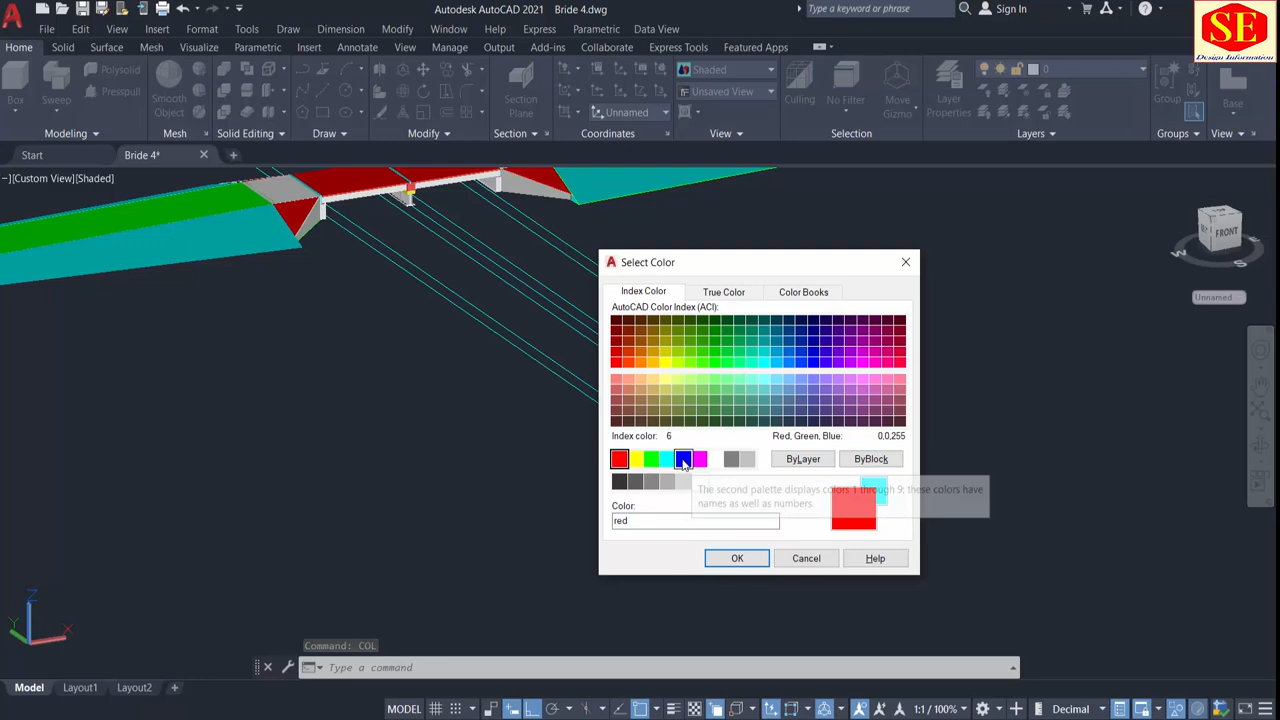 Autodesk AutoCAD 2021 Bride 4.dwg
Type a keyword or phrase
Sign In
SE
Design Information
File Edit View Insert Format Tools Draw Dimension Modify Window Help Express Parametric Data View
Home Solid Surface Mesh Visualize Parametric Insert Annotate View Manage Output Add-ins Collaborate Express Tools Featured Apps
Polysolid
Presspull
Box
Sweep
Smooth
Object
Section
Plane
Shaded
Unsaved View
Unnamed
Culling
No Filter
Move
Gizmo
Layer
Properties
0
Group
Base
Modeling
Mesh
Solid Editing
Draw
Modify
Section
Coordinates
View
Selection
Layers
Groups
View
Start
Bride 4*
−][Custom View][Shaded]
FRONT
S
Unnamed
Select Color
Index Color
True Color
Color Books
AutoCAD Color Index (ACI):
Index color: 6
Red, Green, Blue: 0,0,255
ByLayer
ByBlock
The second palette displays colors 1 through 9; these colors have
names as well as numbers.
Color:
red
OK
Cancel
Help
Z
Y
X
Command: COL
Type a command
Model
Layout1
Layout2
MODEL
1:1 / 100%
Decimal